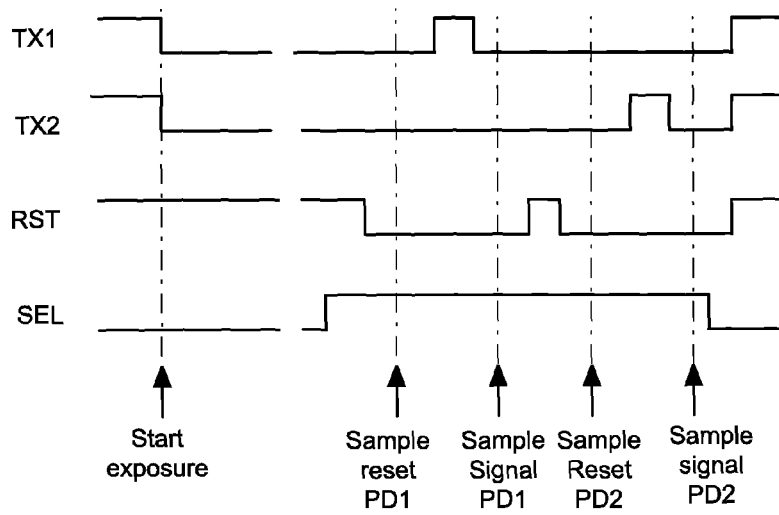 TX1
TX2
RST
SEL
Start
exposure
Sample
reset
PD1
Sample
Signal
PD1
Sample
Reset
PD2
Sample
signal
PD2